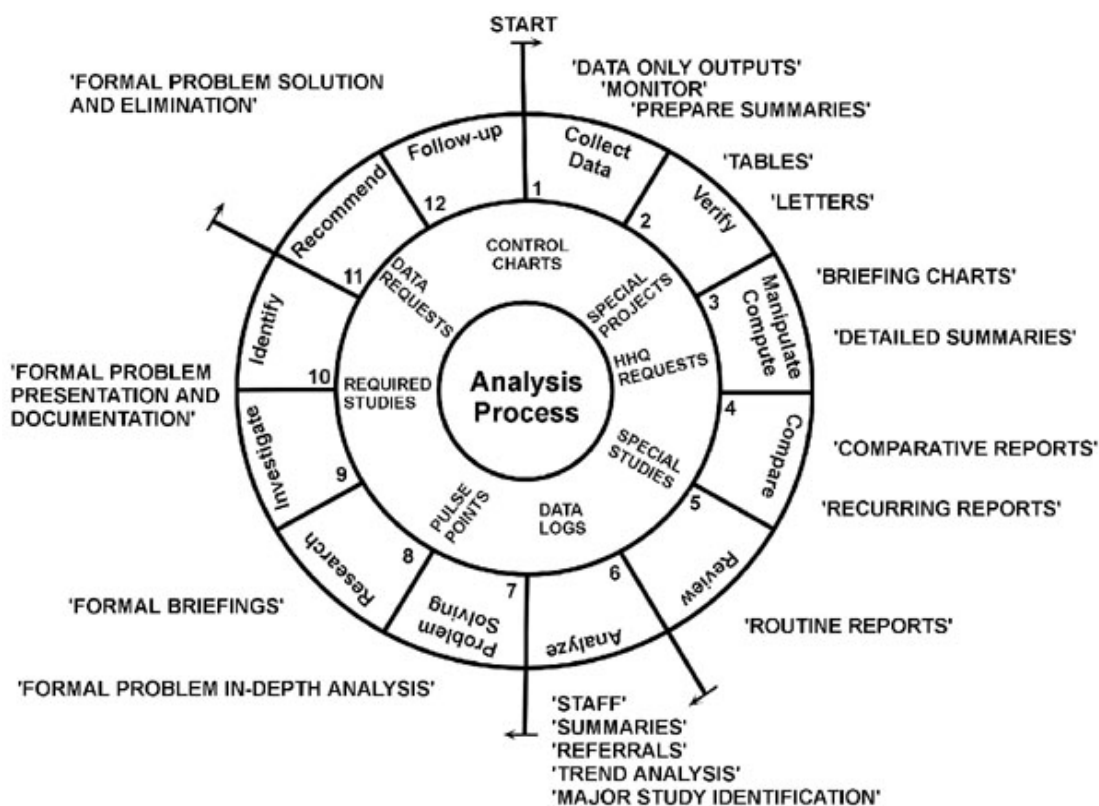 START
'DATA ONLY OUTPUTS'
'MONITOR'
'PREPARE SUMMARIES'
'TABLES'
'LETTERS'
'BRIEFING CHARTS'
'DETAILED SUMMARIES'
'COMPARATIVE REPORTS'
'RECURRING REPORTS'
'ROUTINE REPORTS'
'STAFF'
'SUMMARIES'
'REFERRALS'
'TREND ANALYSIS'
'MAJOR STUDY IDENTIFICATION'
'FORMAL PROBLEM IN-DEPTH ANALYSIS'
'FORMAL BRIEFINGS'
'FORMAL PROBLEM
PRESENTATION AND
DOCUMENTATION'
'FORMAL PROBLEM SOLUTION
AND ELIMINATION'
1
Collect
Data
2
Verify
3
Manipulate
Compute
4
Compare
5
Review
6
Analyze
7
Problem
Solving
8
Research
9
Investigate
10
Identify
11
Recommend
12
Follow-up
CONTROL
CHARTS
SPECIAL
PROJECTS
HHQ
REQUESTS
SPECIAL
STUDIES
DATA
LOGS
PULSE
POINTS
REQUIRED
STUDIES
DATA
REQUESTS
Analysis
Process